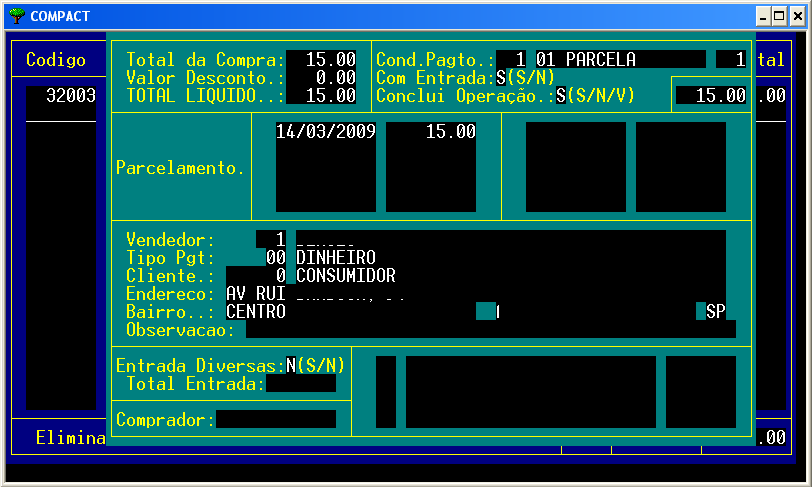 COMPACT
Codigo
tal
Total da Compra: 15.00 Cond.Pagto.: 1 01 PARCELA 1
Valor Desconto.: 0.00 Com Entrada:S(S/N)
TOTAL LIQUIDO..: 15.00 Conclui Operação.:S(S/N/V) 15.00
32003
.00
14/03/2009 15.00
Parcelamento.
Vendedor: 1
Tipo Pgt: 00 DINHEIRO
Cliente.: 0 CONSUMIDOR
Endereco: AV RUI
Bairro..: CENTRO SP
Observacao:
Entrada Diversas:N(S/N)
Total Entrada:
Comprador:
Elimina
.00